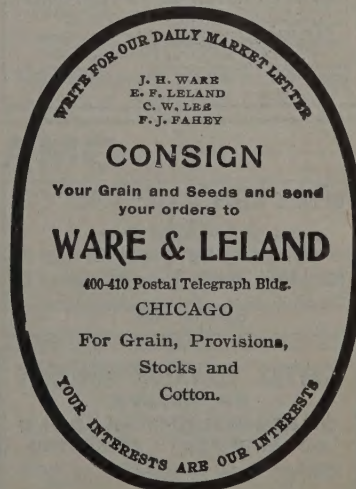 WRITE FOR OUR DAILY MARKET LETTER
J. H. WARE
E. F. LELAND
C. W. LEE
F. J. FAHEY
CONSIGN
Your Grain and Seeds and send
your orders to
WARE & LELAND
400-410 Postal Telegraph Bldg.
CHICAGO
For Grain, Provisions,
Stocks and
Cotton.
YOUR INTERESTS ARE OUR INTERESTS